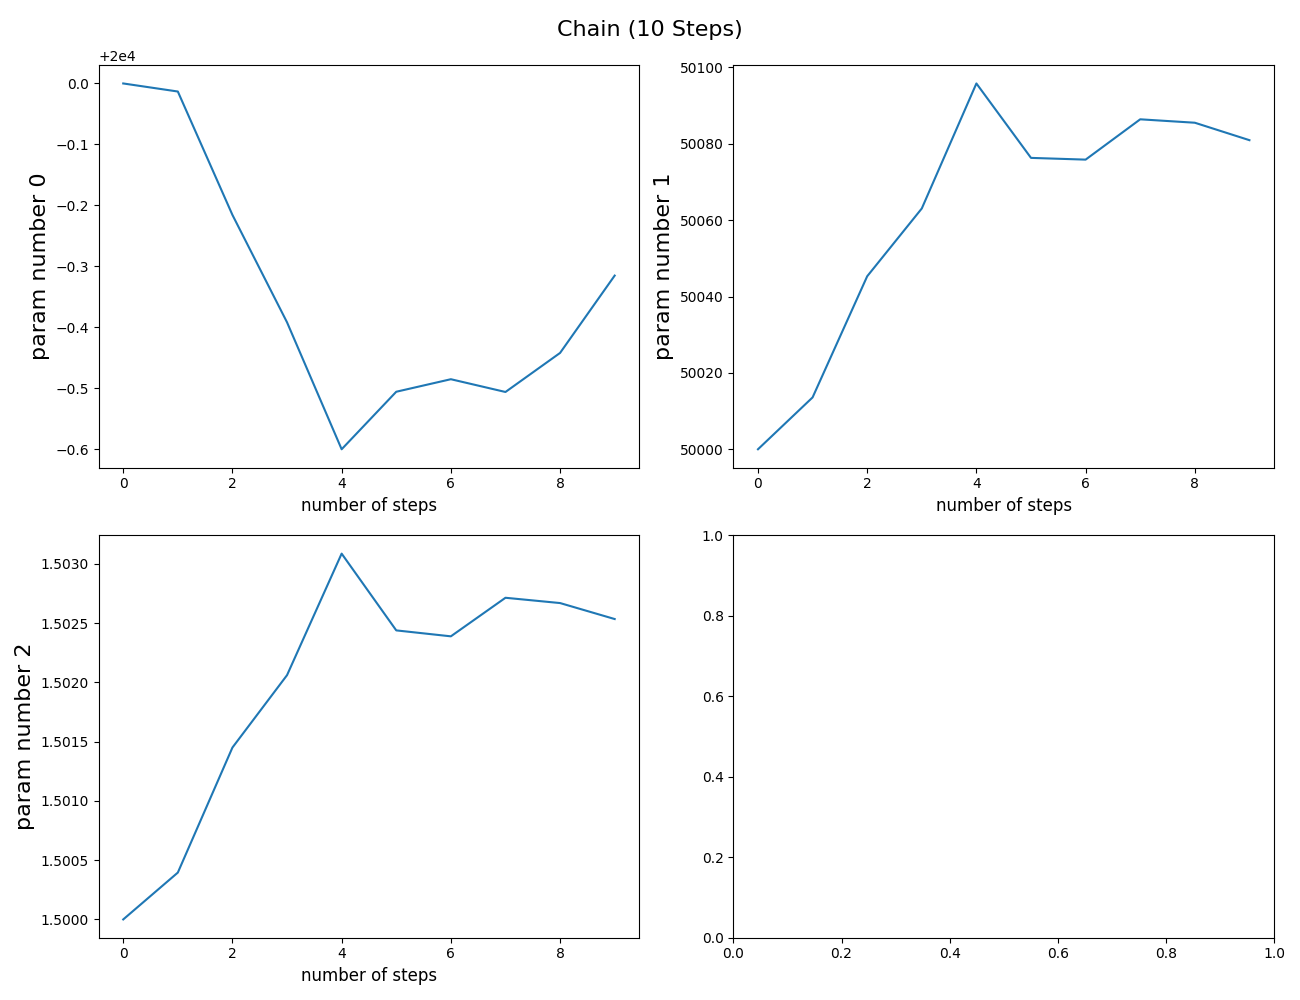 Chain (10 Steps)
+2e4
0.0
−0.1
−0.2
−0.3
−0.4
−0.5
−0.6
param number 0
0 2 4 6 8
number of steps
50100
50080
50060
50040
50020
50000
param number 1
0 2 4 6 8
number of steps
1.5030
1.5025
1.5020
1.5015
1.5010
1.5005
1.5000
param number 2
0 2 4 6 8
number of steps
1.0
0.8
0.6
0.4
0.2
0.0
0.0 0.2 0.4 0.6 0.8 1.0